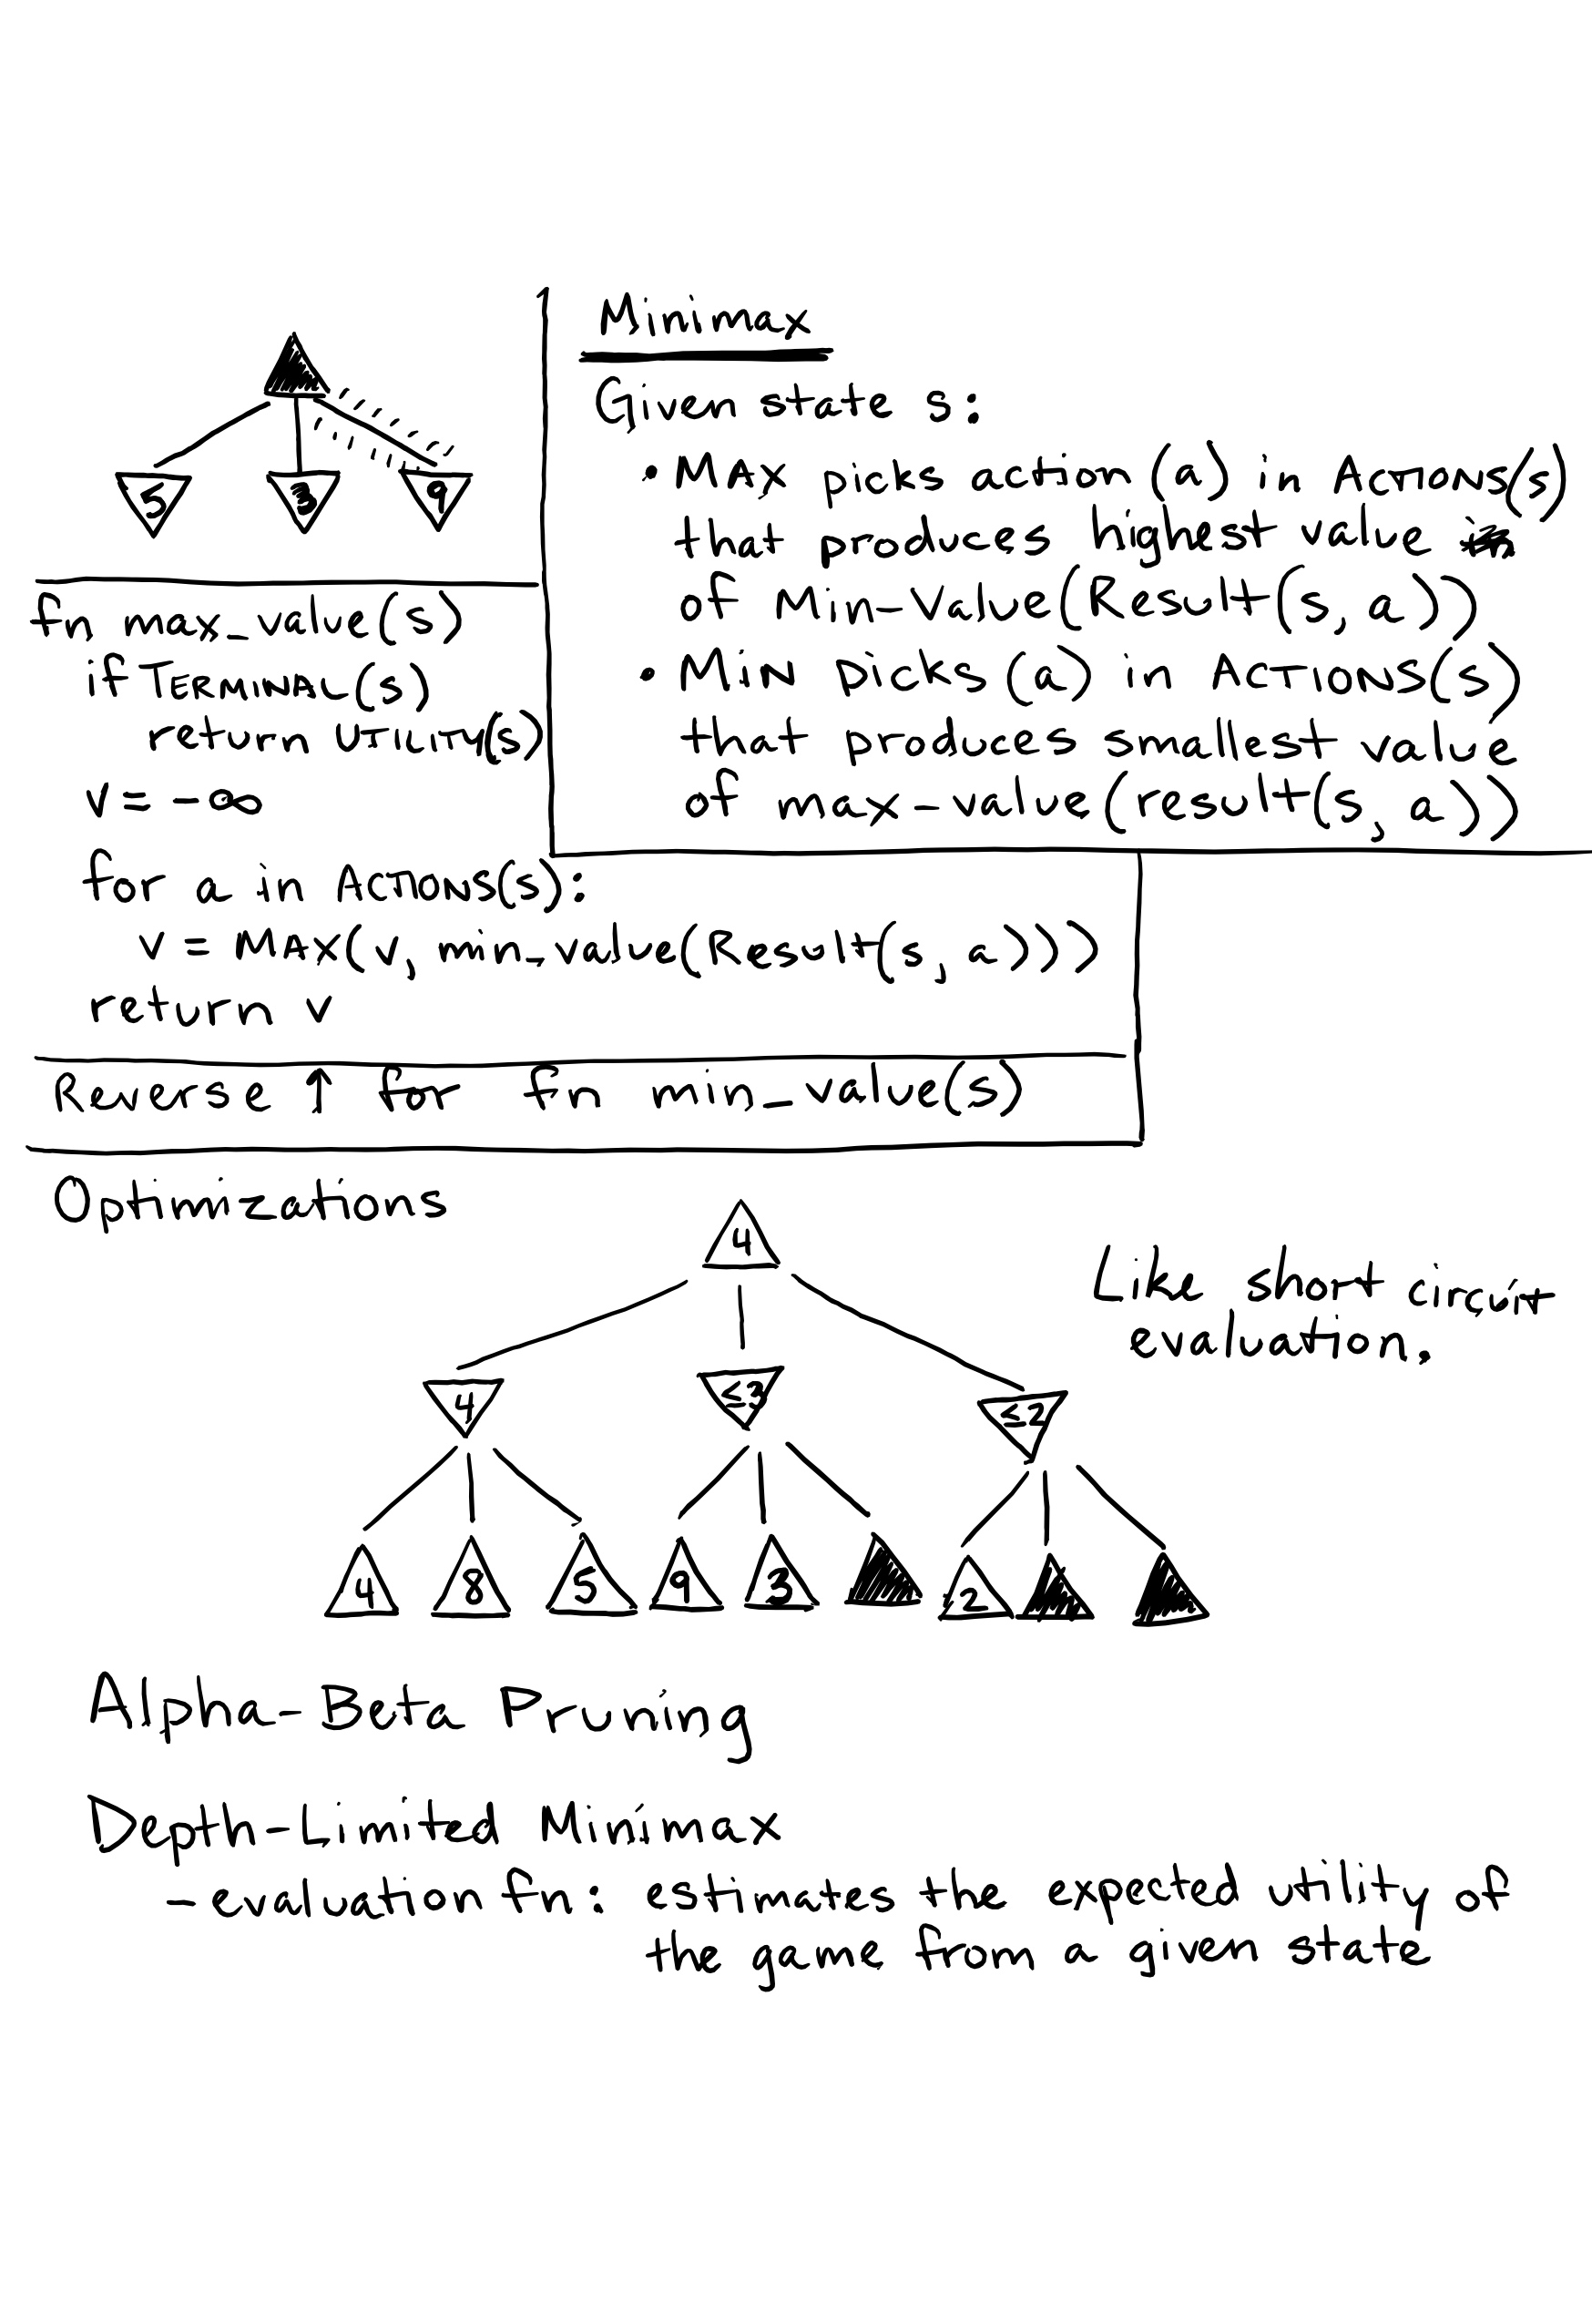 5 3 9
Minimax
Given state s:
• MAX picks action (a) in ACTIONS(s)
that produces highest value
of Min-Value(Result(s, a))
• MIN picks (a) in ACTIONS(s)
that produces smallest value
of max-value(result(s, a))
fn max_value(s)
if TERMINAL(s)
return UTILITY(s)
v = -∞
for a in ACTIONS(s):
v = MAX(v, min_value(Result(s, a)))
return v
Reverse ↑ for fn min_value(s)
Optimizations
4
Like short circuit
evaluation.
4 ≤3 ≤2
4 8 5 9 3 2
Alpha-Beta Pruning
Depth-Limited Minimax
- evaluation fn: estimates the expected utility of
the game from a given state